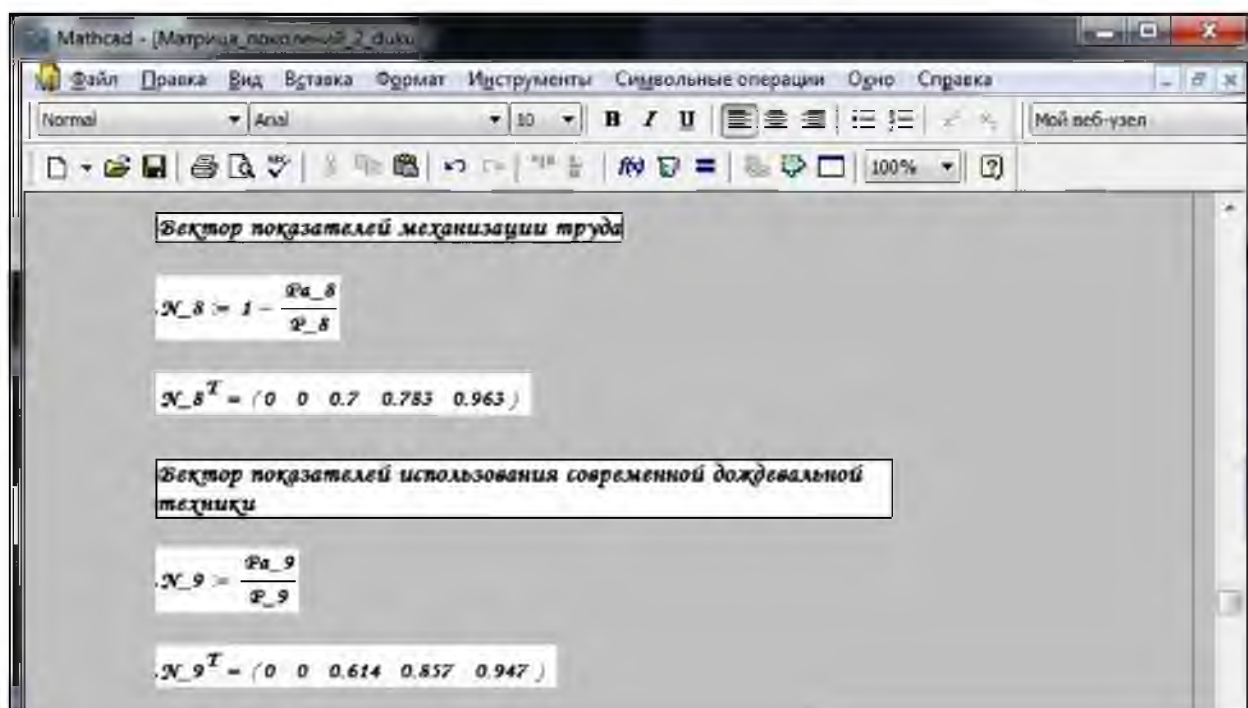 Mathcad - [Матрица_поколений_2_duku
Файл Правка Вид Вставка Формат Инструменты Символьные операции Окно Справка
Normal Arial 10 B I U Мой веб-узел
100%
Вектор показателей механизации труда
N_8 := 1 - Pa_8 / P_8
N_8^T = (0 0 0.7 0.783 0.963)
Вектор показателей использования современной дождевальной
техники
N_9 := Pa_9 / P_9
N_9^T = (0 0 0.614 0.857 0.947)